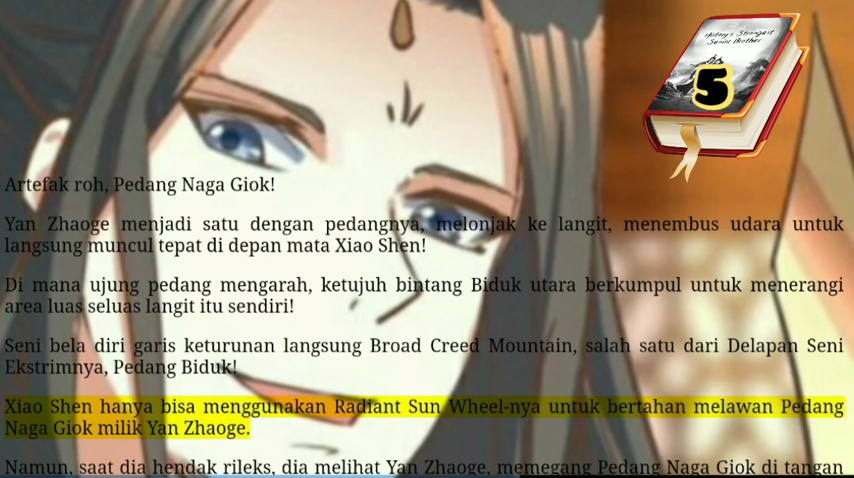 History's Strongest
Senior Brother
5
Artefak roh, Pedang Naga Giok!
Yan Zhaoge menjadi satu dengan pedangnya, melonjak ke langit, menembus udara untuk
langsung muncul tepat di depan mata Xiao Shen!
Di mana ujung pedang mengarah, ketujuh bintang Biduk utara berkumpul untuk menerangi
area luas seluas langit itu sendiri!
Seni bela diri garis keturunan langsung Broad Creed Mountain, salah satu dari Delapan Seni
Ekstrimnya, Pedang Biduk!
Xiao Shen hanya bisa menggunakan Radiant Sun Wheel-nya untuk bertahan melawan Pedang
Naga Giok milik Yan Zhaoge.
Namun, saat dia hendak rileks, dia melihat Yan Zhaoge, memegang Pedang Naga Giok di tangan